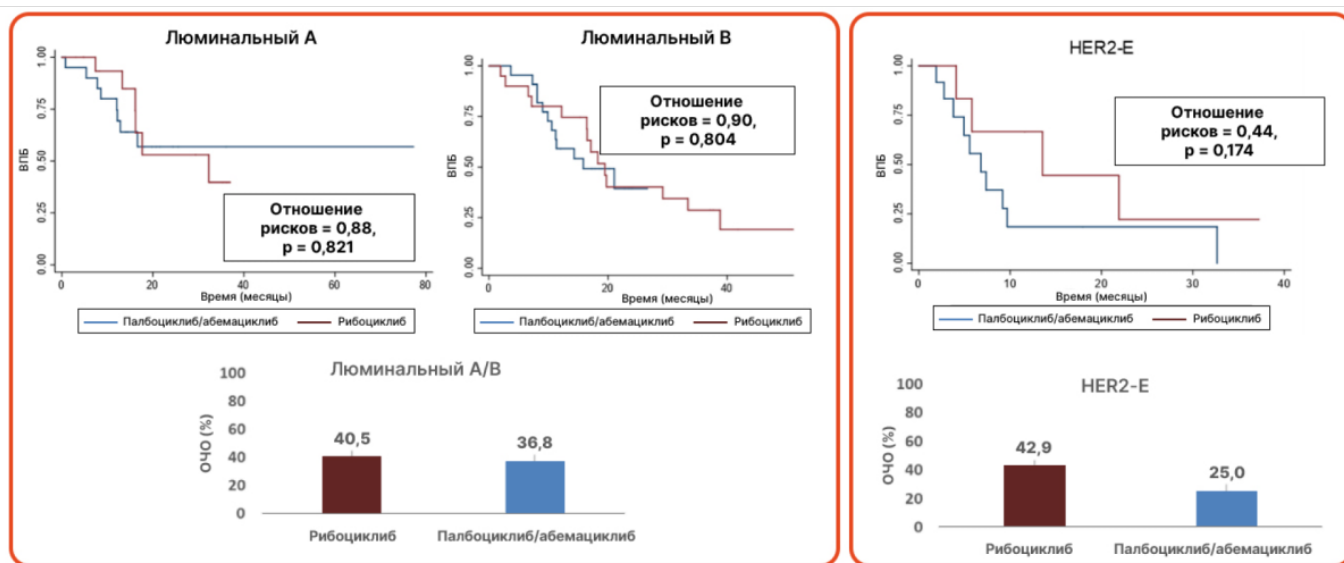 Люминальный А
1.00
0.75
0.50
0.25
0.00
ВПБ
Отношение
рисков = 0,88,
p = 0,821
0
20
40
60
80
Время (месяцы)
Палбоциклиб/абемациклиб
Рибоциклиб
Люминальный В
1.00
0.75
0.50
0.25
1.00
ВПБ
Отношение
рисков = 0,90,
p = 0,804
0
20
40
Время (месяцы)
Палбоциклиб/абемациклиб
Рибоциклиб
Люминальный А/В
100
80
60
40
20
0
ОЧО (%)
40,5
36,8
Рибоциклиб
Палбоциклиб/абемациклиб
HER2-E
1.00
0.75
0.50
0.25
1.00
ВПБ
Отношение
рисков = 0,44,
p = 0,174
0
10
20
30
40
Время (месяцы)
Палбоциклиб/абемациклиб
Рибоциклиб
HER2-E
100
80
60
40
20
0
ОЧО (%)
42,9
25,0
Рибоциклиб
Палбоциклиб/абемациклиб